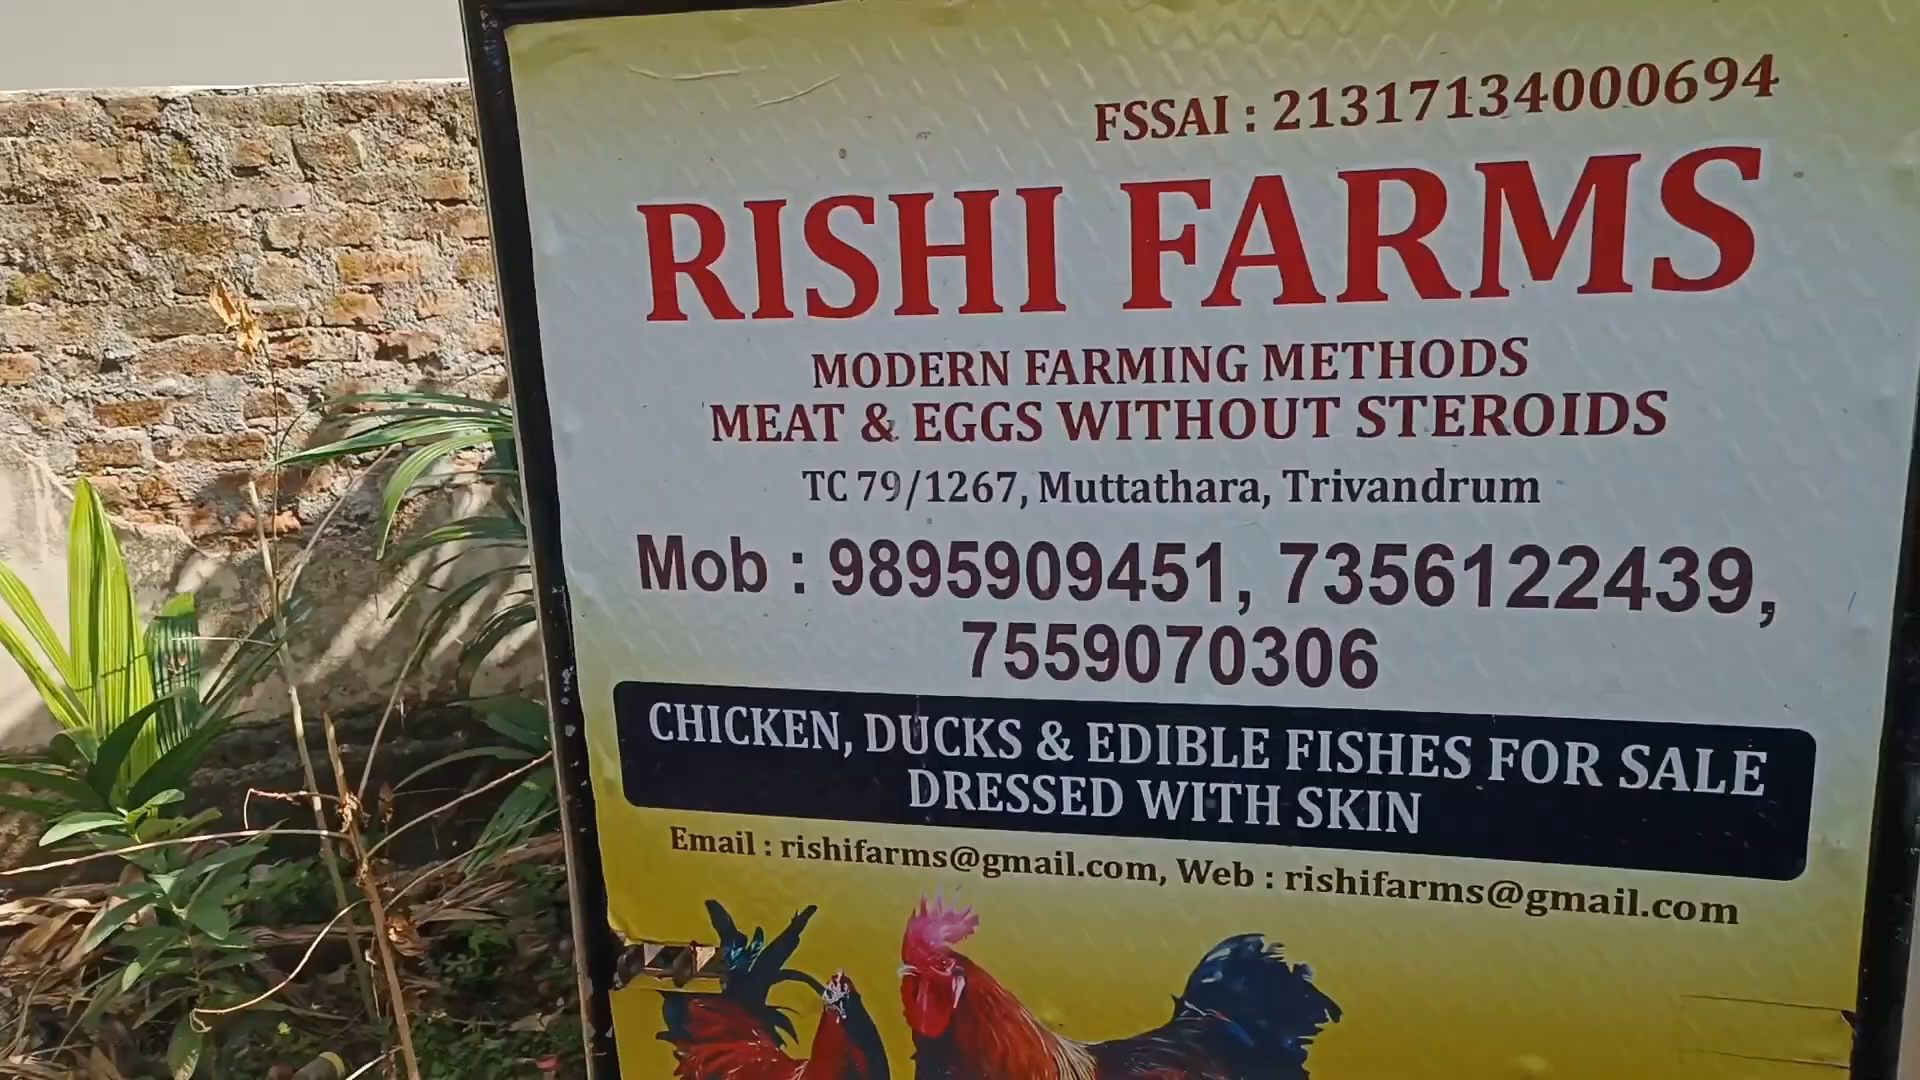 FSSAI : 21317134000694
RISHI FARMS
MODERN FARMING METHODS
MEAT & EGGS WITHOUT STEROIDS
TC 79/1267, Muttathara, Trivandrum
Mob : 9895909451, 7356122439,
7559070306
CHICKEN, DUCKS & EDIBLE FISHES FOR SALE
DRESSED WITH SKIN
Email : rishifarms@gmail.com, Web : rishifarms@gmail.com